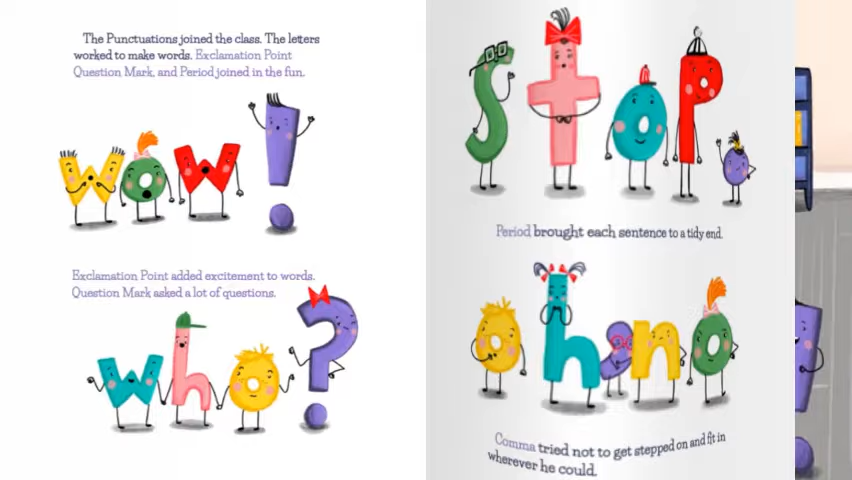 The Punctuations joined the class. The letters
worked to make words. Exclamation Point
Question Mark, and Period joined in the fun.
wow!
Exclamation Point added excitement to words.
Question Mark asked a lot of questions.
who?
stop.
Period brought each sentence to a tidy end.
oh,no
Comma tried not to get stepped on and fit in
wherever he could.